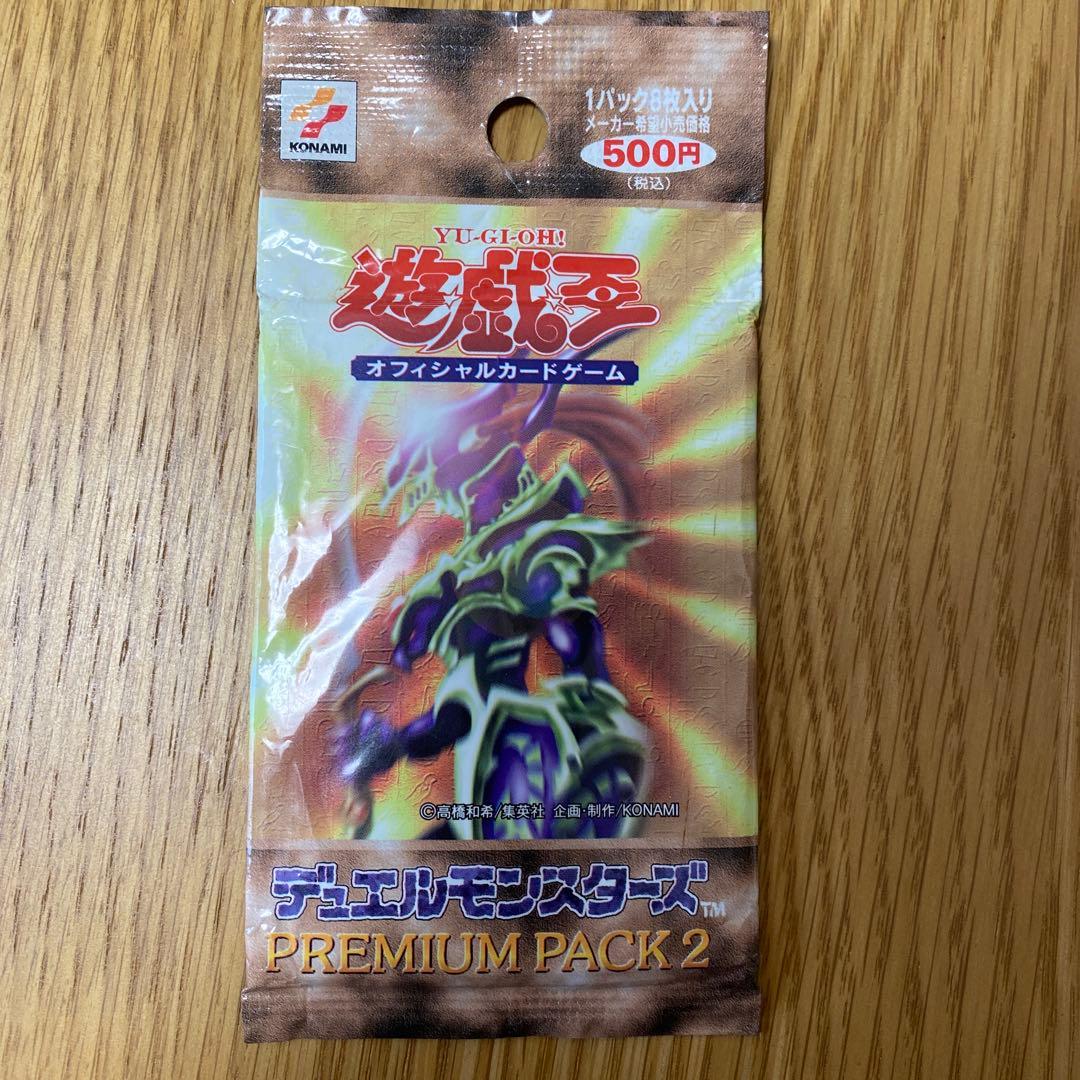 KONAMI
1パック8枚入り
メーカー希望小売価格
500円
(税込)
YU-GI-OH!
遊戯王
オフィシャルカードゲーム
©高橋和希/集英社 企画・制作/KONAMI
デュエルモンスターズ™
PREMIUM PACK 2